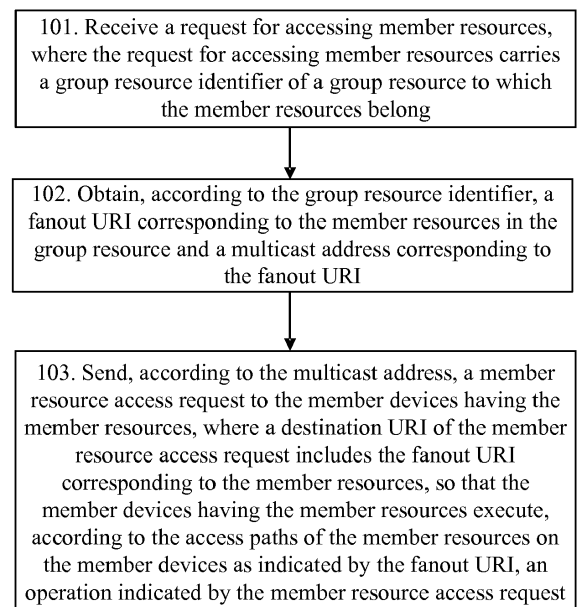 101. Receive a request for accessing member resources,
where the request for accessing member resources carries
a group resource identifier of a group resource to which
the member resources belong
102. Obtain, according to the group resource identifier, a
fanout URI corresponding to the member resources in the
group resource and a multicast address corresponding to
the fanout URI
103. Send, according to the multicast address, a member
resource access request to the member devices having the
member resources, where a destination URI of the member
resource access request includes the fanout URI
corresponding to the member resources, so that the
member devices having the member resources execute,
according to the access paths of the member resources on
the member devices as indicated by the fanout URI, an
operation indicated by the member resource access request